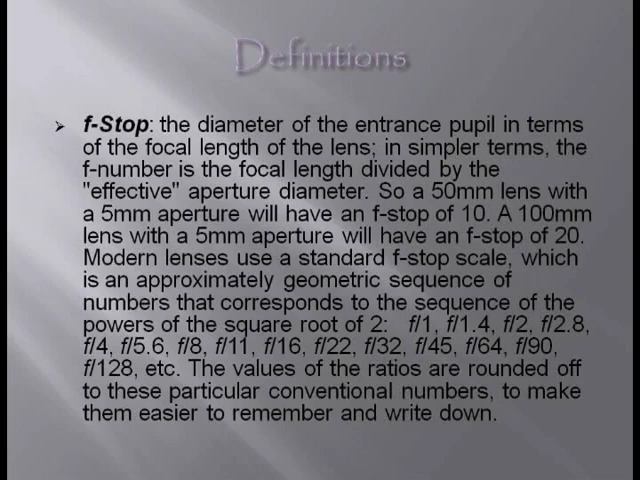 Definitions
f-Stop: the diameter of the entrance pupil in terms
of the focal length of the lens; in simpler terms, the
f-number is the focal length divided by the
"effective" aperture diameter. So a 50mm lens with
a 5mm aperture will have an f-stop of 10. A 100mm
lens with a 5mm aperture will have an f-stop of 20.
Modern lenses use a standard f-stop scale, which
is an approximately geometric sequence of
numbers that corresponds to the sequence of the
powers of the square root of 2: f/1, f/1.4, f/2, f/2.8,
f/4, f/5.6, f/8, f/11, f/16, f/22, f/32, f/45, f/64, f/90,
f/128, etc. The values of the ratios are rounded off
to these particular conventional numbers, to make
them easier to remember and write down.